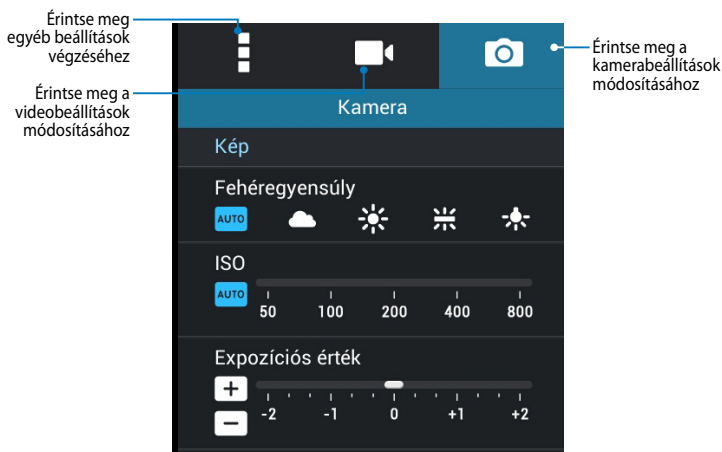 Érintse meg
egyéb beállítások
végzéséhez
Érintse meg a
videobeállítások
módosításához
Érintse meg a
kamerabeállítások
módosításához
Kamera
Kép
Fehéregyensúly
AUTO
ISO
AUTO
50 100 200 400 800
Expozíciós érték
-2 -1 0 +1 +2